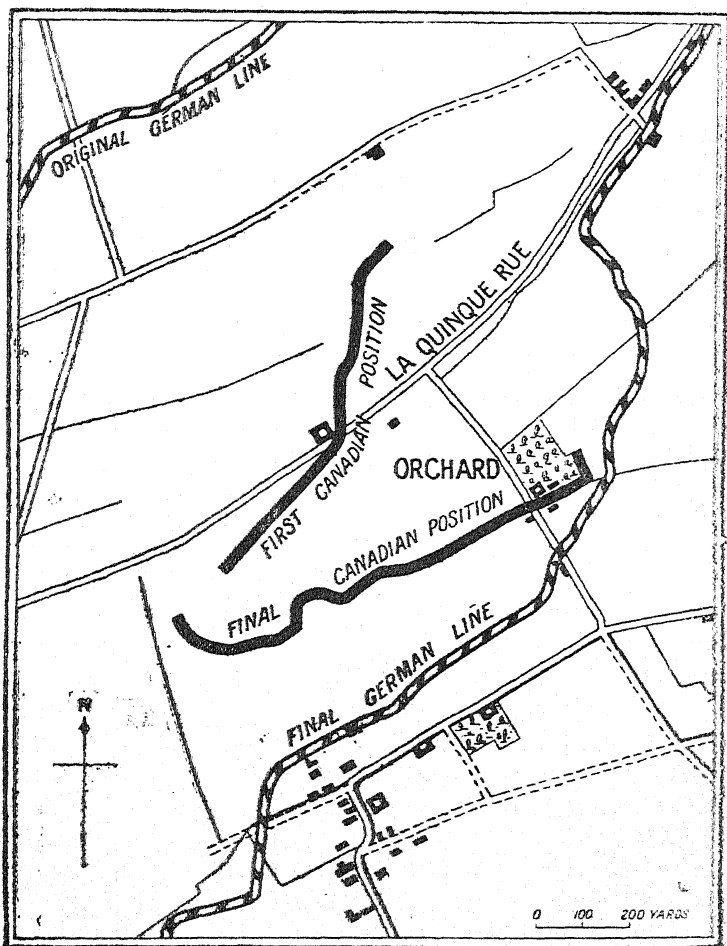 ORIGINAL GERMAN LINE
LA QUINQUE RUE
FIRST CANADIAN POSITION
ORCHARD
FINAL CANADIAN POSITION
FINAL GERMAN LINE
N
0 100 200 YARDS